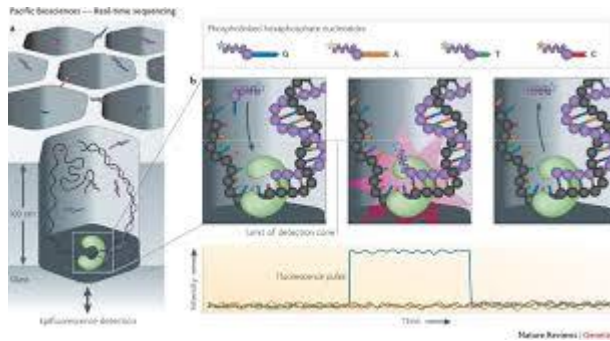 Pacific Biosciences — Real-time sequencing
a
Phospholinked hexaphosphate nucleotides
G
A
T
C
b
100 nm
Glass
Limit of detection zone
Fluorescence pulse
Intensity
Epifluorescence detection
Time
Nature Reviews | Genetics